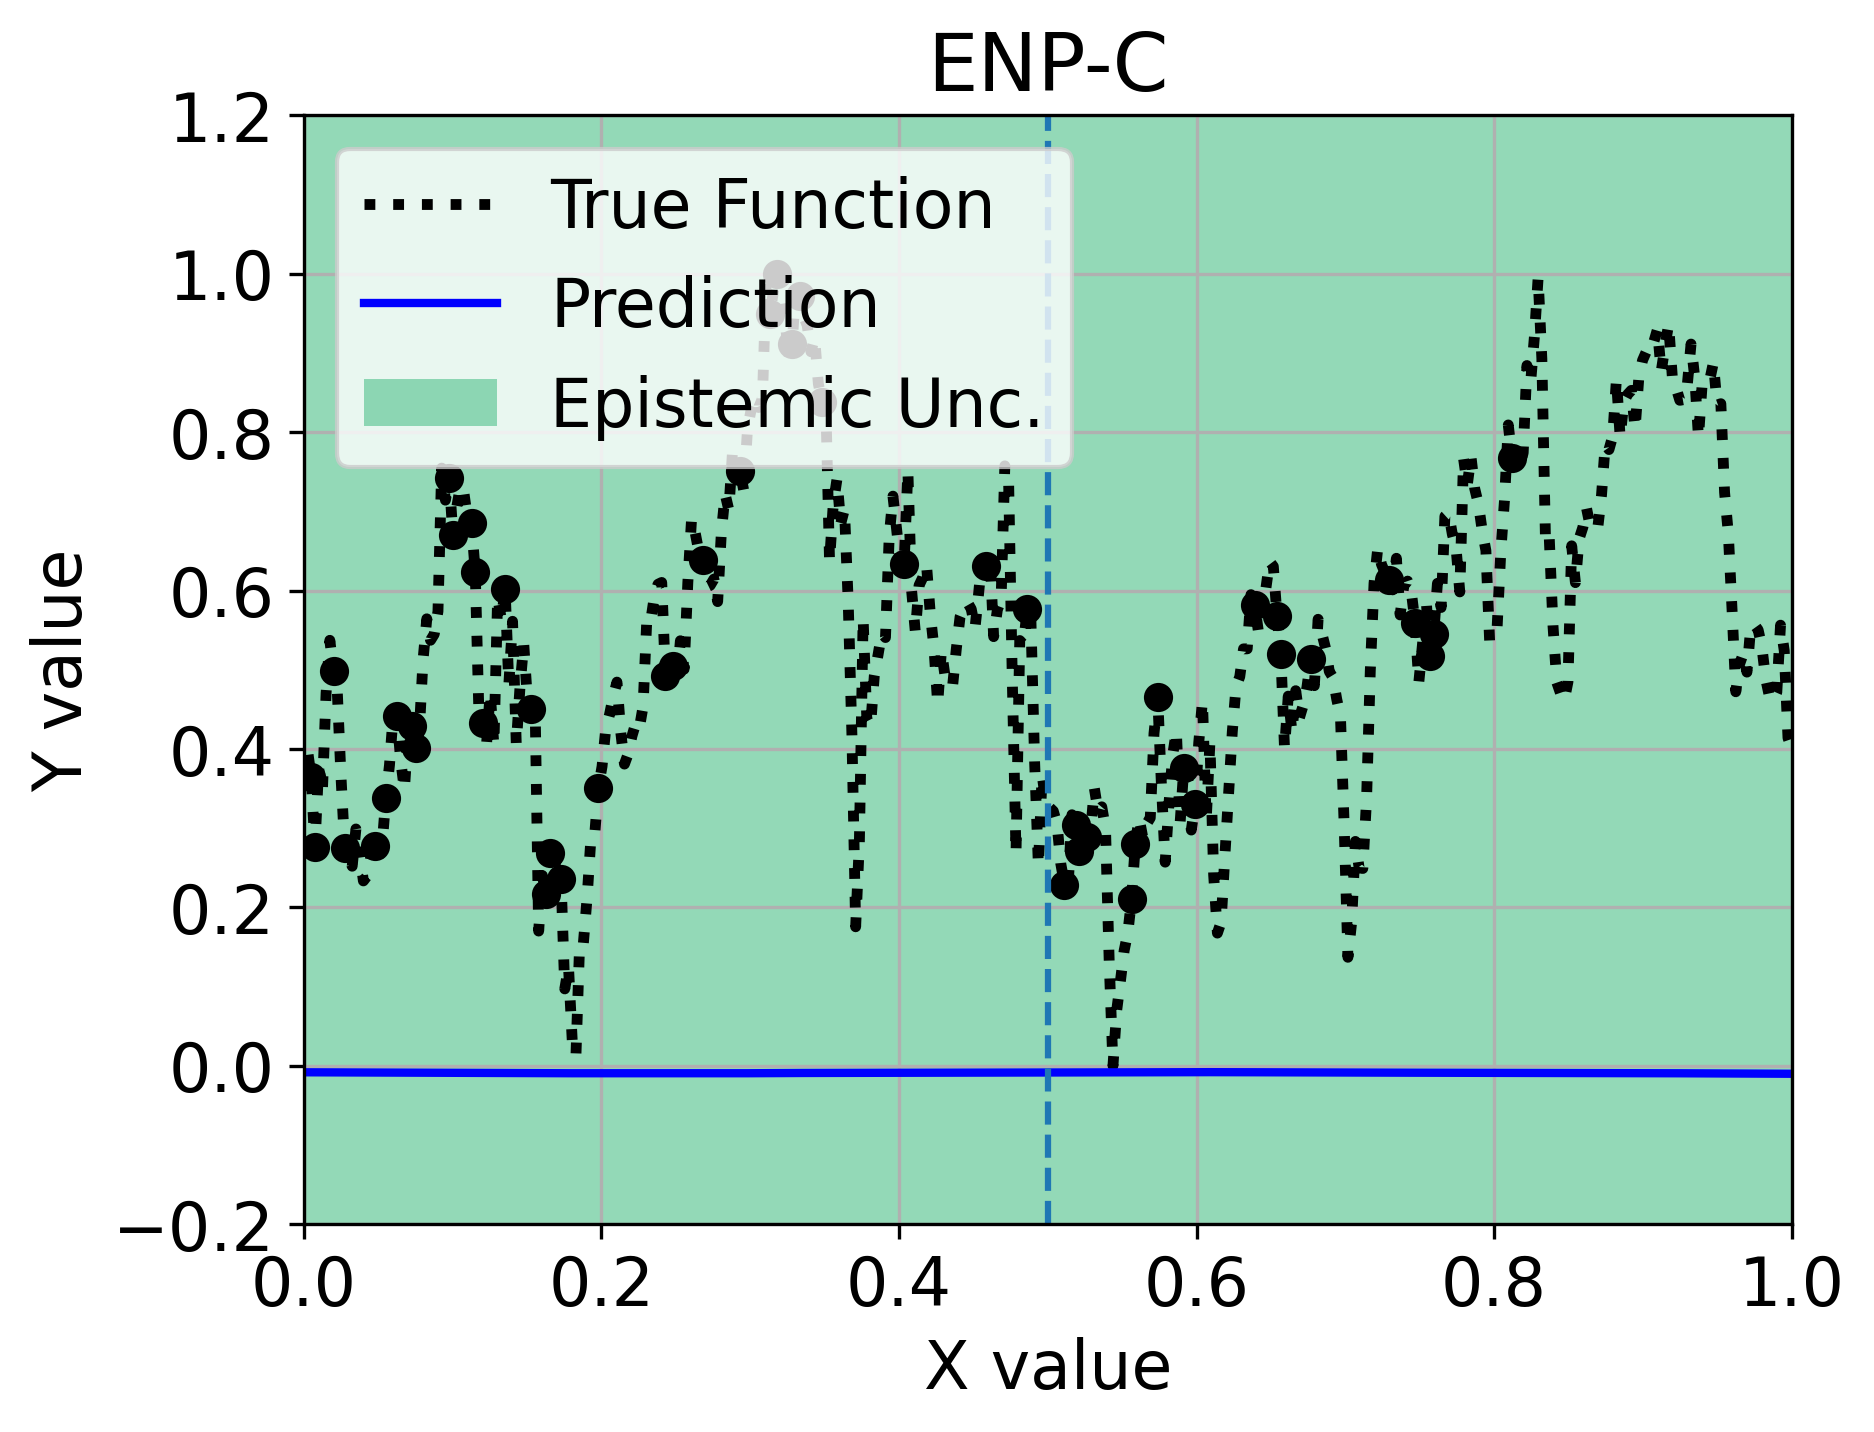 ENP-C
1.2
1.0
0.8
0.6
0.4
0.2
0.0
−0.2
Y value
True Function
Prediction
Epistemic Unc.
0.0 0.2 0.4 0.6 0.8 1.0
X value